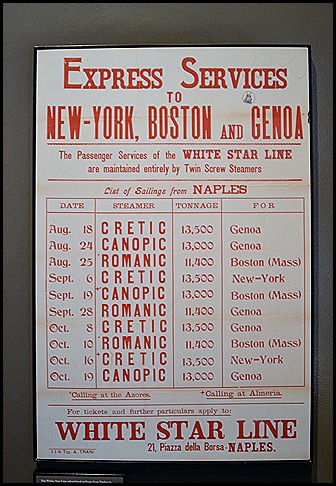 EXPRESS SERVICES
TO
NEW-YORK, BOSTON AND GENOA
The Passenger Services of the WHITE STAR LINE
are maintained entirely by Twin Screw Steamers
List of Sailings from NAPLES
DATE STEAMER TONNAGE FOR
Aug. 18 CRETIC 13,500 Genoa
Aug. 24 CANOPIC 13,000 Genoa
Aug. 25 *ROMANIC 11,400 Boston (Mass)
Sept. 6 CRETIC 13,500 New-York
Sept. 19 *+CANOPIC 13,000 Boston (Mass)
Sept. 28 ROMANIC 11,400 Genoa
Oct. 8 CRETIC 13,500 Genoa
Oct. 10 *ROMANIC 11,400 Boston (Mass)
Oct. 16 +CRETIC 13,500 New-York
Oct. 19 CANOPIC 13,000 Genoa
*Calling at the Azores. +Calling at Almeria.
For tickets and further particulars apply to:
WHITE STAR LINE
21, Piazza della Borsa - NAPLES.
Tip. A. TRANI